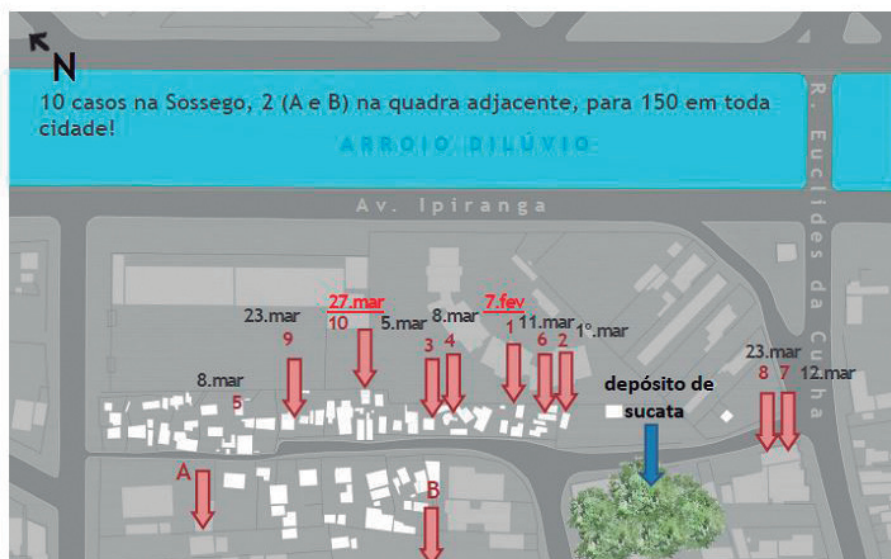 N
10 casos na Sossego, 2 (A e B) na quadra adjacente, para 150 em toda
cidade!
ARROIO DILÚVIO
R. Euclides da Cunha
Av. Ipiranga
27.mar
7.fev
23.mar
10
5.mar
8.mar
1
11.mar
1º.mar
9
3
4
6
2
23.mar
8.mar
5
depósito de
sucata
8
7
12.mar
A
B